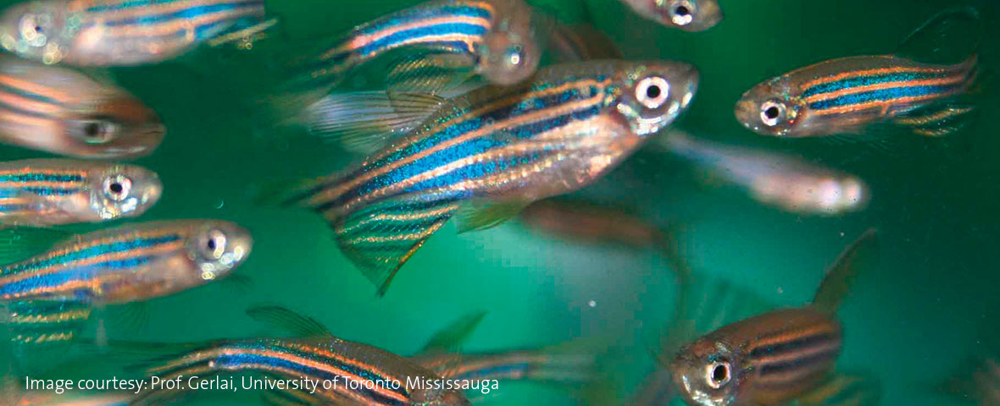 Image courtesy: Prof. Gerlai, University of Toronto Mississauga